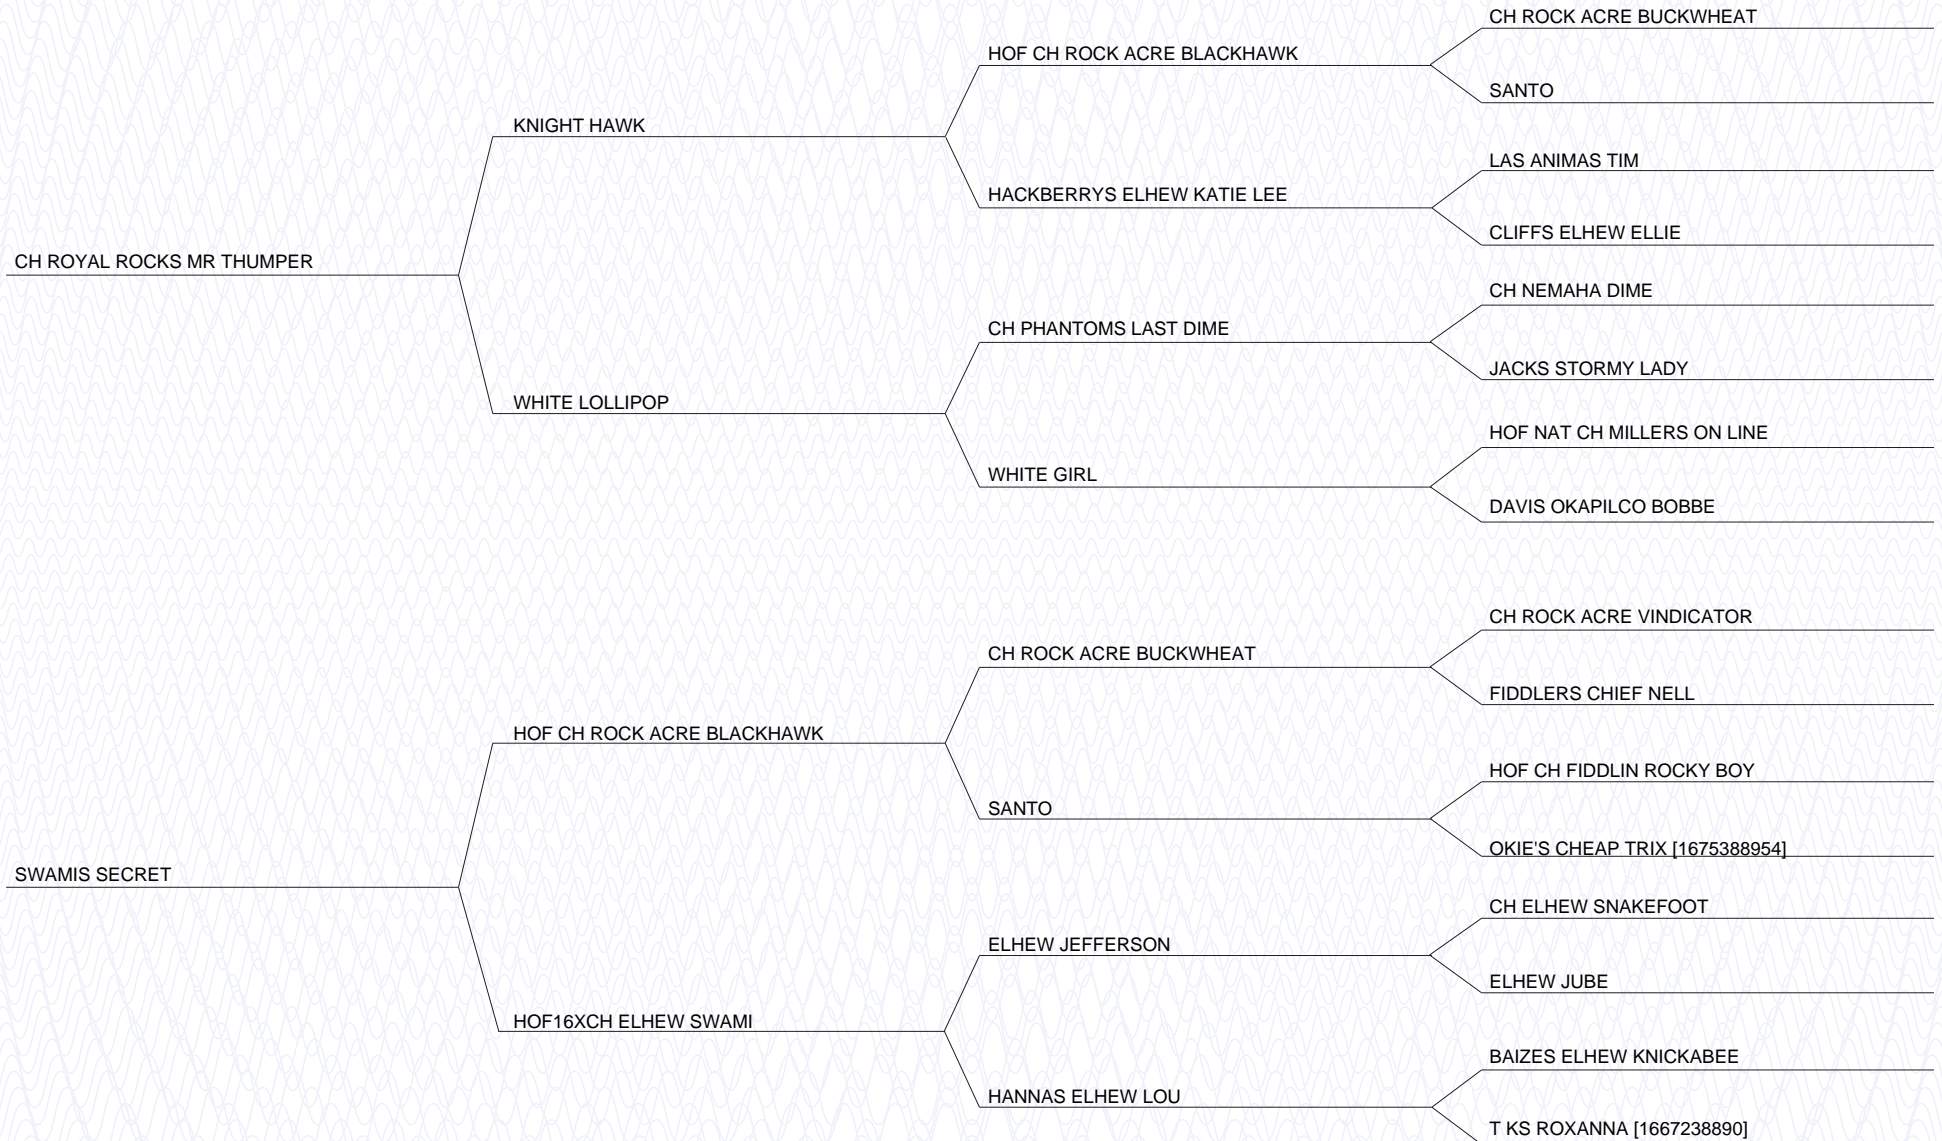 CH ROCK ACRE BUCKWHEAT
HOF CH ROCK ACRE BLACKHAWK
SANTO
KNIGHT HAWK
LAS ANIMAS TIM
HACKBERRYS ELHEW KATIE LEE
CLIFFS ELHEW ELLIE
CH ROYAL ROCKS MR THUMPER
CH NEMAHA DIME
CH PHANTOMS LAST DIME
JACKS STORMY LADY
WHITE LOLLIPOP
HOF NAT CH MILLERS ON LINE
WHITE GIRL
DAVIS OKAPILCO BOBBE
CH ROCK ACRE VINDICATOR
CH ROCK ACRE BUCKWHEAT
FIDDLERS CHIEF NELL
HOF CH ROCK ACRE BLACKHAWK
HOF CH FIDDLIN ROCKY BOY
SANTO
OKIE'S CHEAP TRIX [1675388954]
SWAMIS SECRET
CH ELHEW SNAKEFOOT
ELHEW JEFFERSON
ELHEW JUBE
HOF16XCH ELHEW SWAMI
BAIZES ELHEW KNICKABEE
HANNAS ELHEW LOU
T KS ROXANNA [1667238890]